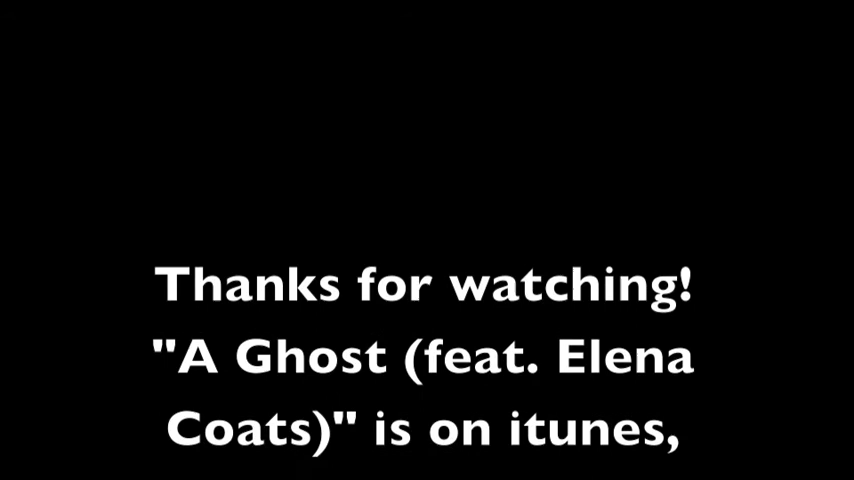 Thanks for watching!
"A Ghost (feat. Elena
Coats)" is on itunes,